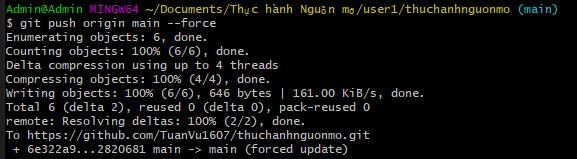 Admin@Admin MINGW64 ~/Documents/Thực hành Nguồn mở/user1/thuchanhnguonmo (main)
$ git push origin main --force
Enumerating objects: 6, done.
Counting objects: 100% (6/6), done.
Delta compression using up to 4 threads
Compressing objects: 100% (4/4), done.
Writing objects: 100% (6/6), 646 bytes | 161.00 KiB/s, done.
Total 6 (delta 2), reused 0 (delta 0), pack-reused 0
remote: Resolving deltas: 100% (2/2), done.
To https://github.com/TuanVu1607/thuchanhnguonmo.git
 + 6e322a9...2820681 main -> main (forced update)